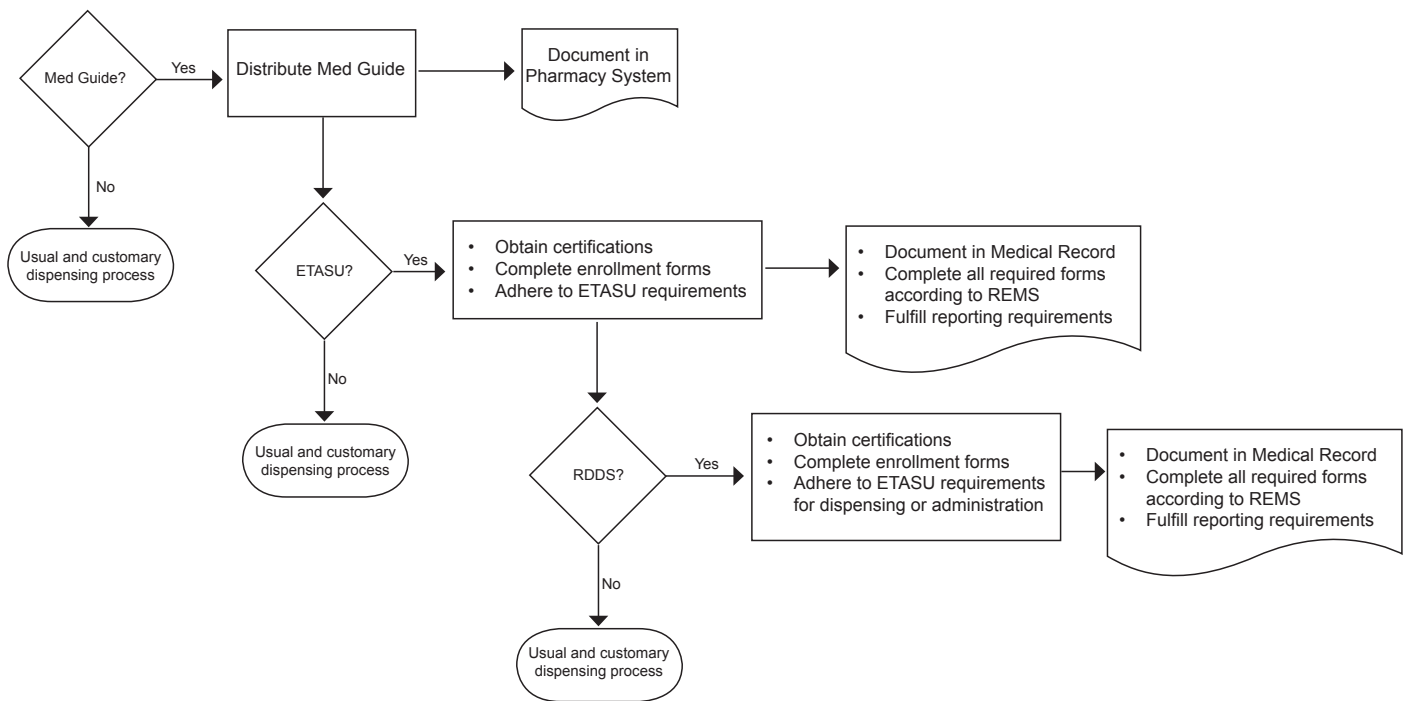 Med Guide?
Yes
Distribute Med Guide
Document in
Pharmacy System
No
Usual and customary
dispensing process
ETASU?
Yes
• Obtain certifications
• Complete enrollment forms
• Adhere to ETASU requirements
• Document in Medical Record
• Complete all required forms
according to REMS
• Fulfill reporting requirements
No
Usual and customary
dispensing process
RDDS?
Yes
• Obtain certifications
• Complete enrollment forms
• Adhere to ETASU requirements
for dispensing or administration
• Document in Medical Record
• Complete all required forms
according to REMS
• Fulfill reporting requirements
No
Usual and customary
dispensing process